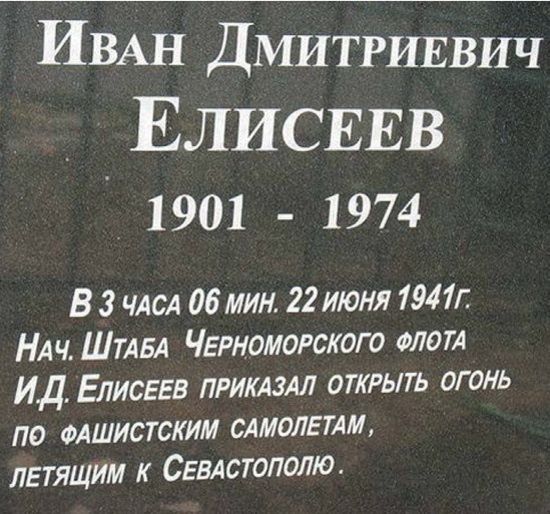 Иван Дмитриевич
Елисеев
1901 - 1974
В 3 часа 06 мин. 22 июня 1941г.
Нач. Штаба Черноморского флота
И.Д. Елисеев приказал открыть огонь
по фашистским самолетам,
летящим к Севастополю.